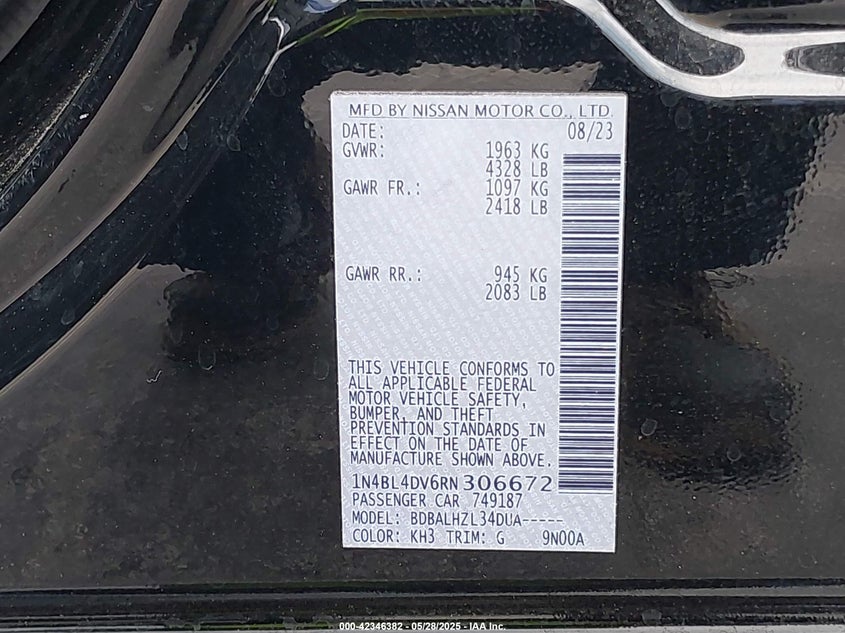 MFD BY NISSAN MOTOR CO., LTD.
DATE: 08/23
GVWR: 1963 KG
4328 LB
GAWR FR.: 1097 KG
2418 LB
GAWR RR.: 945 KG
2083 LB
THIS VEHICLE CONFORMS TO
ALL APPLICABLE FEDERAL
MOTOR VEHICLE SAFETY,
BUMPER, AND THEFT
PREVENTION STANDARDS IN
EFFECT ON THE DATE OF
MANUFACTURE SHOWN ABOVE.
1N4BL4DV6RN306672
PASSENGER CAR 749187
MODEL: BDBALHZL34DUA-----
COLOR: KH3 TRIM: G 9N00A
000-42346382 - 05/28/2025 - IAA Inc.